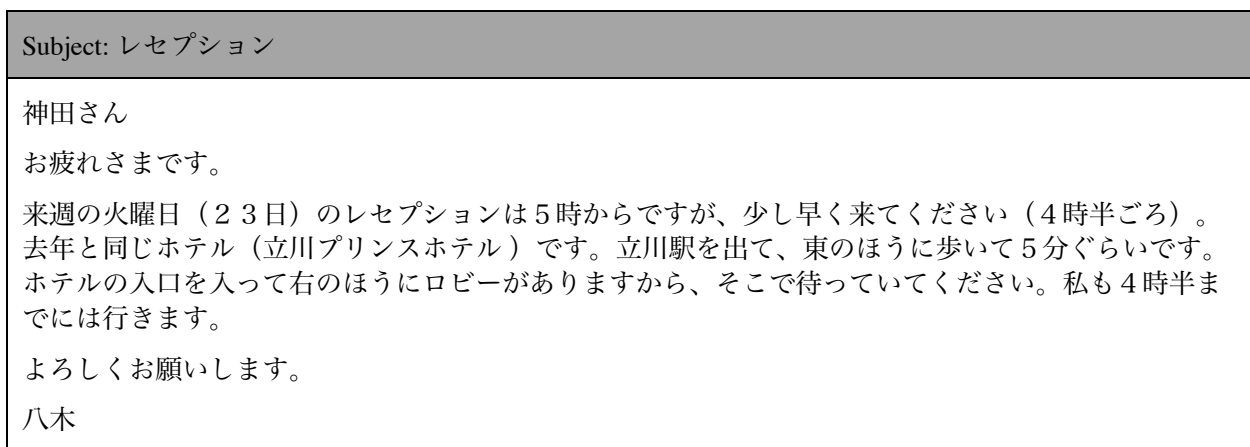 Subject: レセプション
神田さん
お疲れさまです。
来週の火曜日（２３日）のレセプションは５時からですが、少し早く来てください（４時半ごろ）。
去年と同じホテル（立川プリンスホテル）です。立川駅を出て、東のほうに歩いて５分ぐらいです。
ホテルの入口を入って右のほうにロビーがありますから、そこで待っていてください。私も４時半ま
でには行きます。
よろしくお願いします。
八木